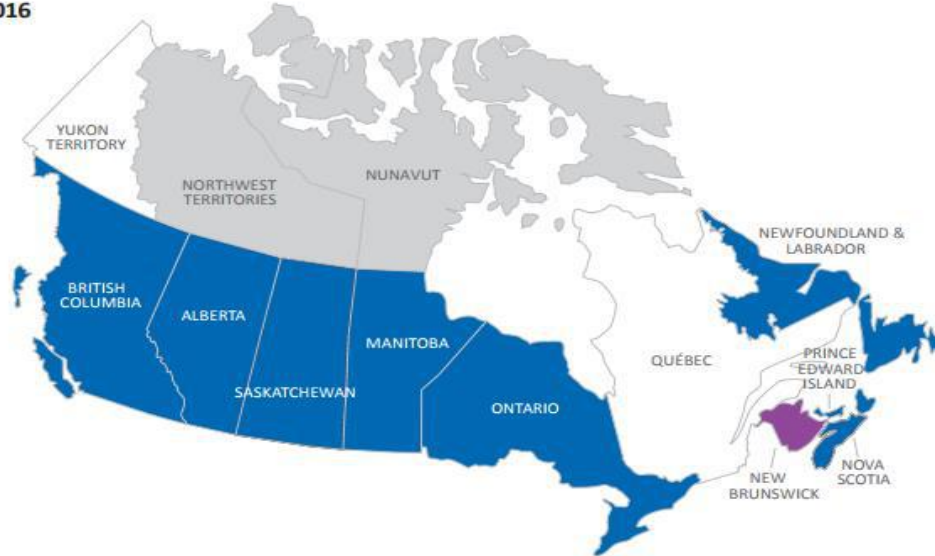 016
YUKON
TERRITORY
NORTHWEST
TERRITORIES
NUNAVUT
NEWFOUNDLAND &
LABRADOR
BRITISH
COLUMBIA
ALBERTA
MANITOBA
SASKATCHEWAN
ONTARIO
QUÉBEC
PRINCE
EDWARD
ISLAND
NEW
BRUNSWICK
NOVA
SCOTIA